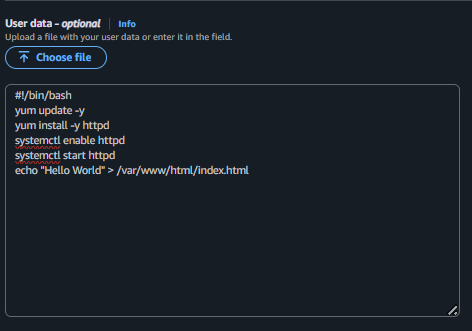 User data - optional Info
Upload a file with your user data or enter it in the field.
Choose file
#!/bin/bash
yum update -y
yum install -y httpd
systemctl enable httpd
systemctl start httpd
echo "Hello World" > /var/www/html/index.html